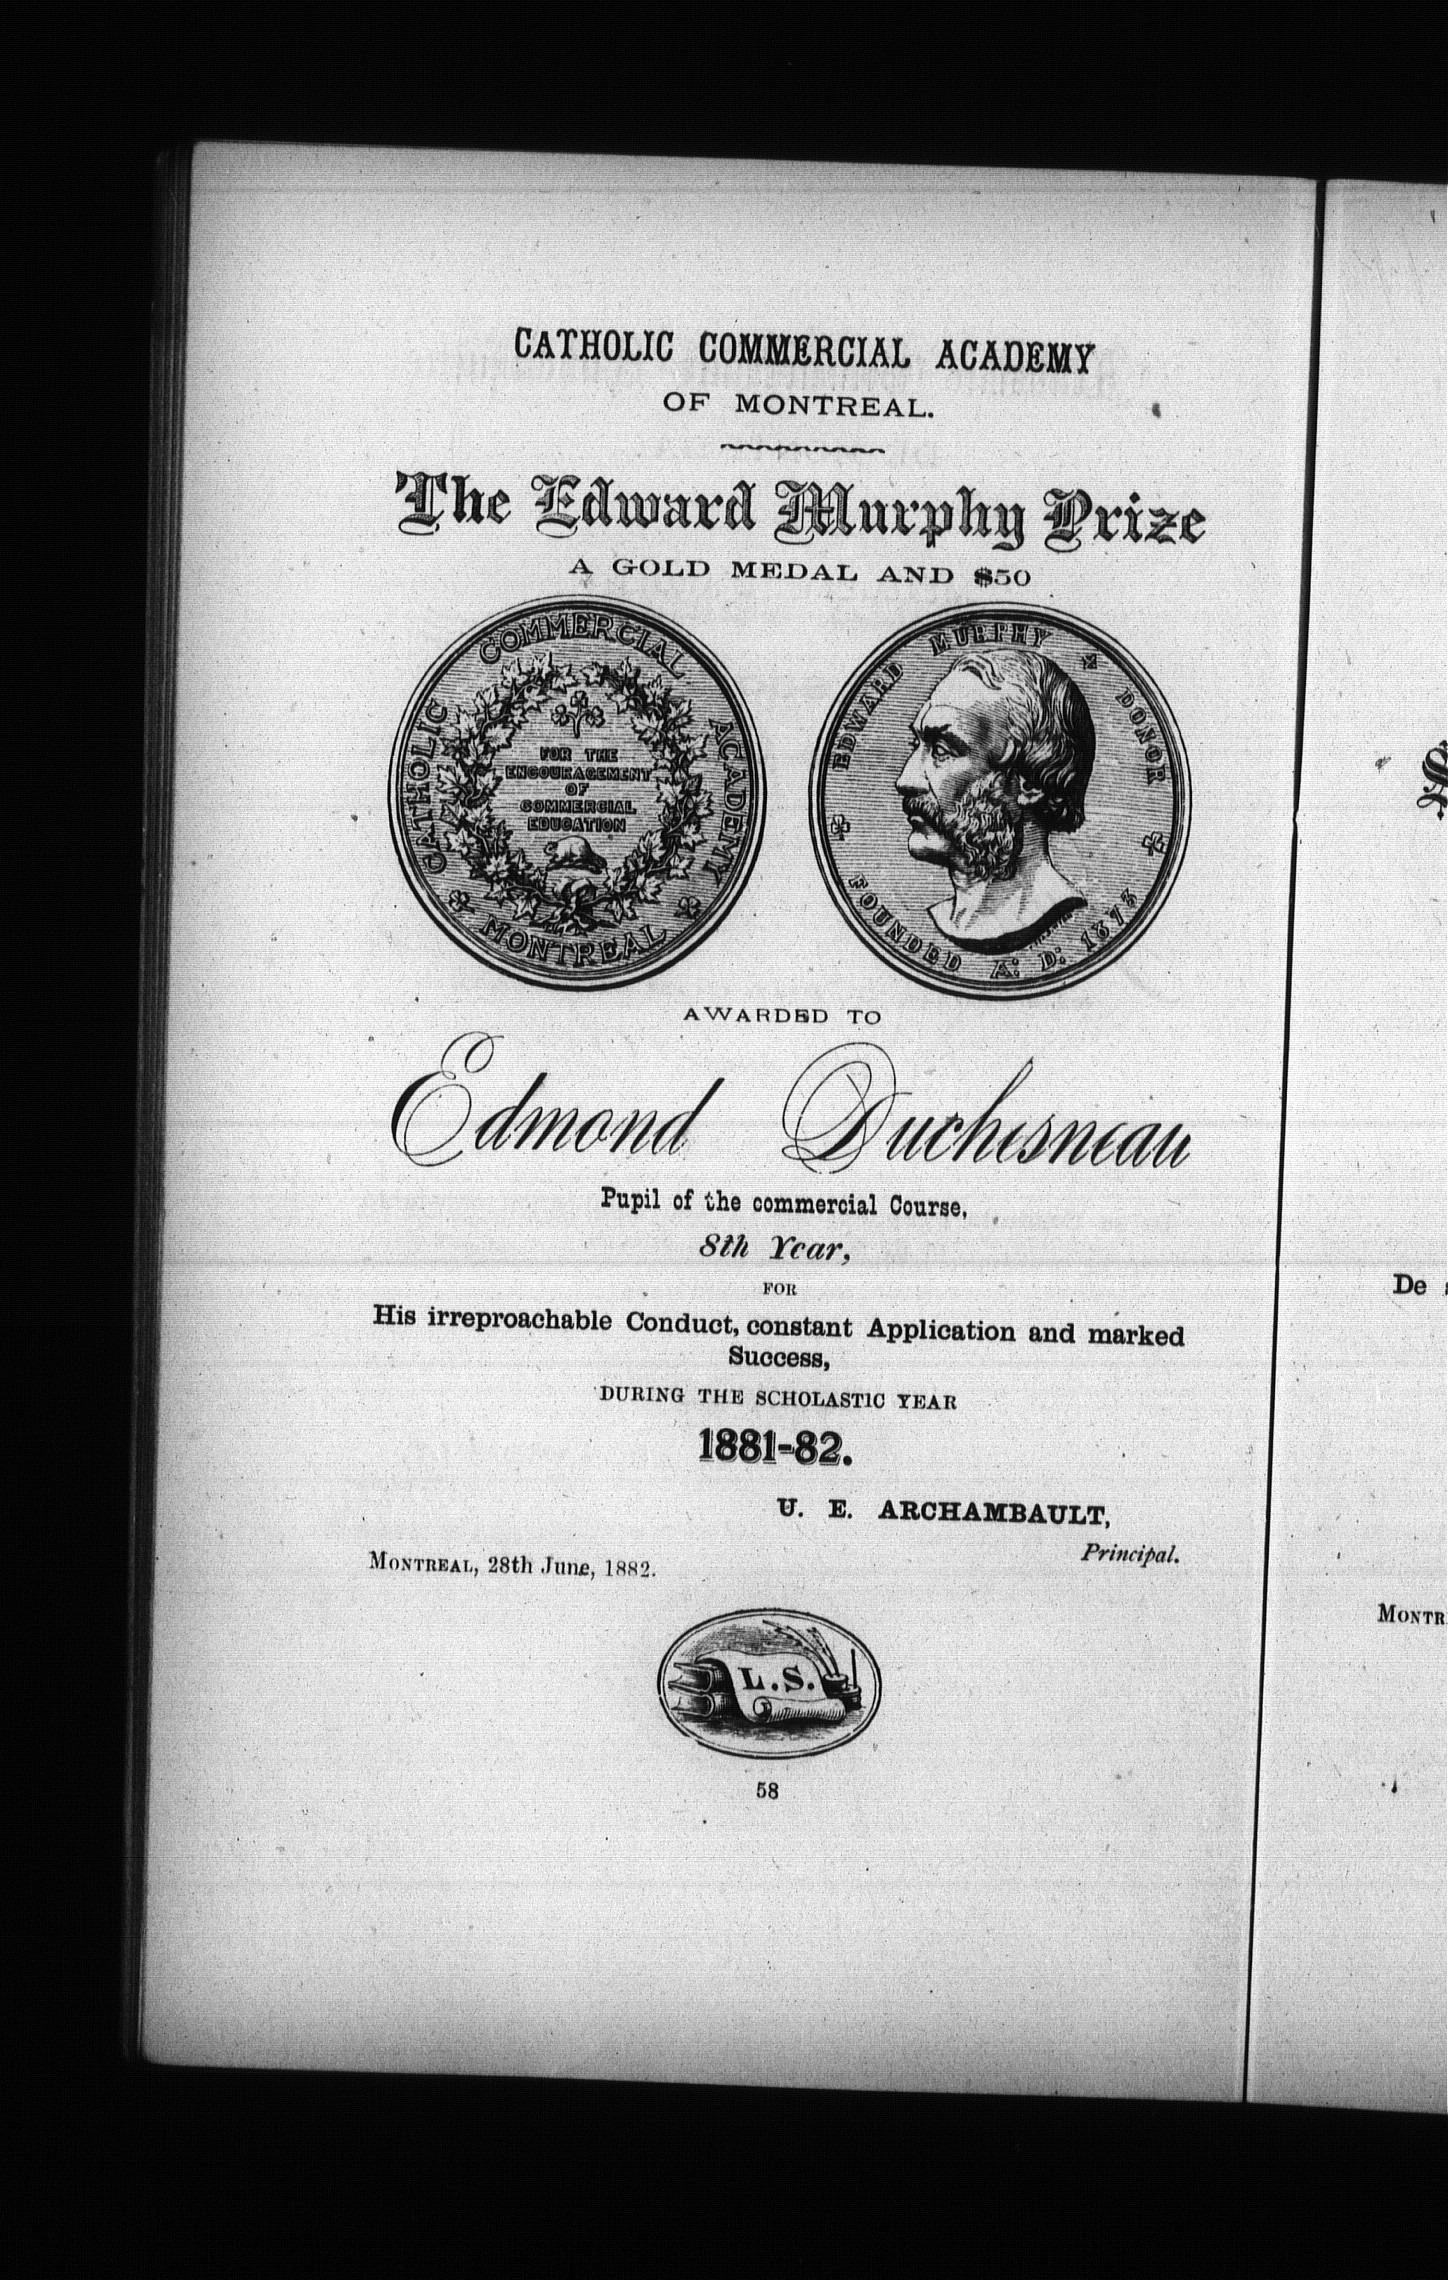 CATHOLIC COMMERCIAL ACADEMY
OF MONTREAL.
The Edward Murphy Prize
A GOLD MEDAL AND $50
CATHOLIC COMMERCIAL ACADEMY
MONTREAL
FOR THE
ENCOURAGEMENT
OF
COMMERCIAL
EDUCATION
EDWARD MURPHY DONOR
FOUNDED A: D: 1873
AWARDED TO
Edmond Duchesneau
Pupil of the commercial Course,
8th Year,
FOR
His irreproachable Conduct, constant Application and marked
Success,
DURING THE SCHOLASTIC YEAR
1881-82.
U. E. ARCHAMBAULT,
Principal.
MONTREAL, 28th June, 1882.
L.S.
58
De
MONTR